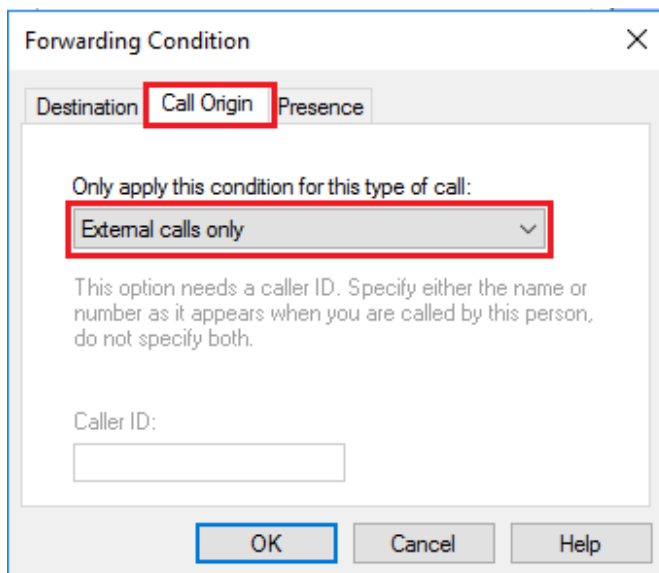 Forwarding Condition
Destination Call Origin Presence
Only apply this condition for this type of call:
External calls only
This option needs a caller ID. Specify either the name or
number as it appears when you are called by this person,
do not specify both.
Caller ID:
OK Cancel Help